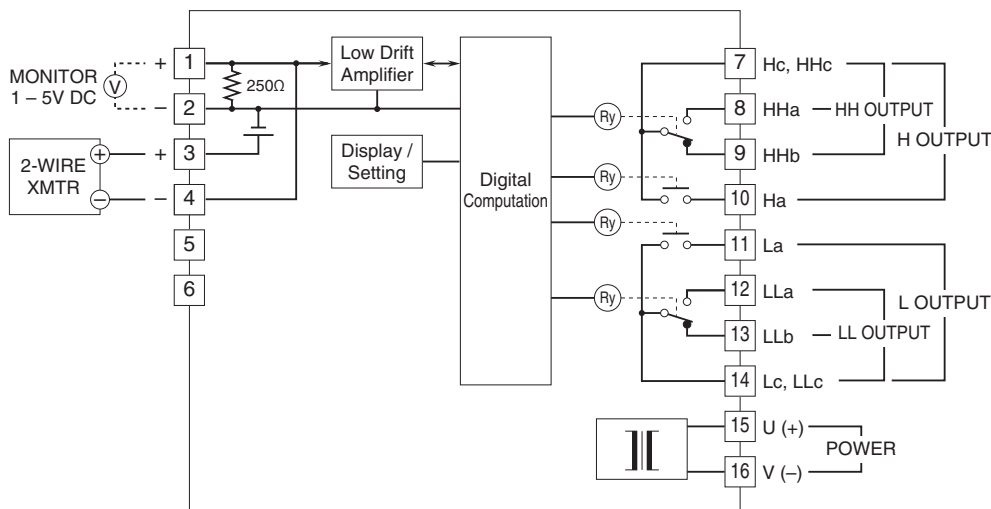 MONITOR
1 – 5V DC
V
+
–
1
2
250Ω
Low Drift
Amplifier
2-WIRE
XMTR
+
–
+
–
3
4
5
6
Display /
Setting
Digital
Computation
Ry
Ry
Ry
Ry
7 Hc, HHc
8 HHa
9 HHb
HH OUTPUT
H OUTPUT
10 Ha
11 La
12 LLa
13 LLb
LL OUTPUT
L OUTPUT
14 Lc, LLc
15 U (+)
16 V (–)
POWER